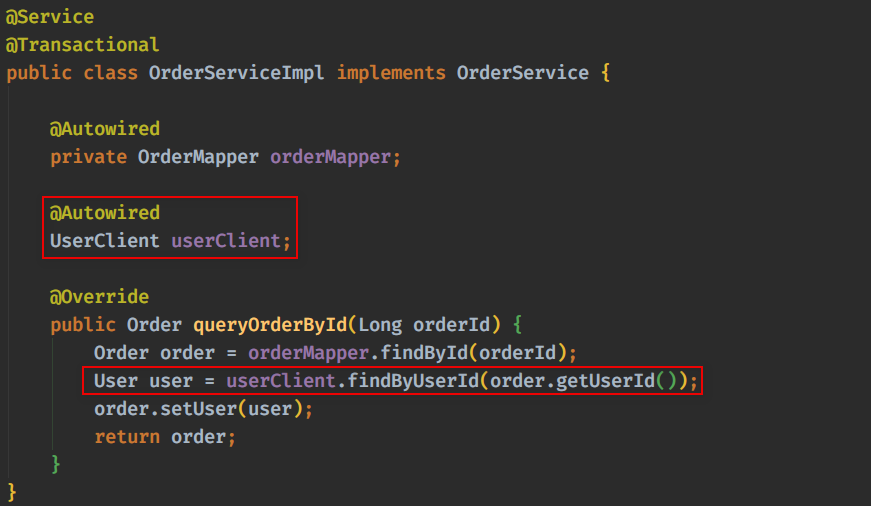 @Service
@Transactional
public class OrderServiceImpl implements OrderService {
@Autowired
private OrderMapper orderMapper;
@Autowired
UserClient userClient;
@Override
public Order queryOrderById(Long orderId) {
Order order = orderMapper.findById(orderId);
User user = userClient.findByUserId(order.getUserId());
order.setUser(user);
return order;
}
}